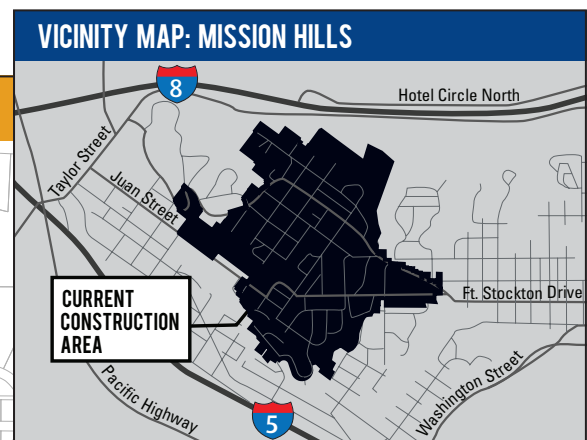 VICINITY MAP: MISSION HILLS
8
Hotel Circle North
Taylor Street
Juan Street
CURRENT
CONSTRUCTION
AREA
Ft. Stockton Drive
Pacific Highway
Washington Street
5